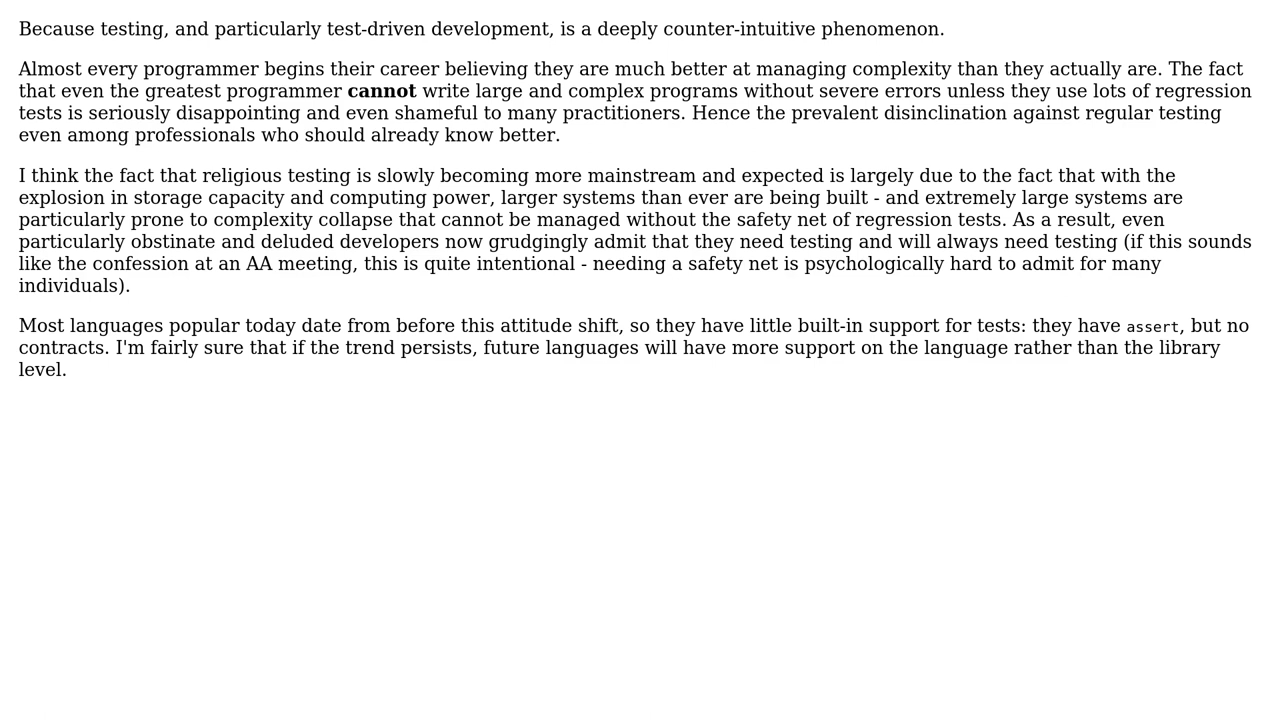 Because testing, and particularly test-driven development, is a deeply counter-intuitive phenomenon.
Almost every programmer begins their career believing they are much better at managing complexity than they actually are. The fact
that even the greatest programmer cannot write large and complex programs without severe errors unless they use lots of regression
tests is seriously disappointing and even shameful to many practitioners. Hence the prevalent disinclination against regular testing
even among professionals who should already know better.
I think the fact that religious testing is slowly becoming more mainstream and expected is largely due to the fact that with the
explosion in storage capacity and computing power, larger systems than ever are being built - and extremely large systems are
particularly prone to complexity collapse that cannot be managed without the safety net of regression tests. As a result, even
particularly obstinate and deluded developers now grudgingly admit that they need testing and will always need testing (if this sounds
like the confession at an AA meeting, this is quite intentional - needing a safety net is psychologically hard to admit for many
individuals).
Most languages popular today date from before this attitude shift, so they have little built-in support for tests: they have assert, but no
contracts. I'm fairly sure that if the trend persists, future languages will have more support on the language rather than the library
level.